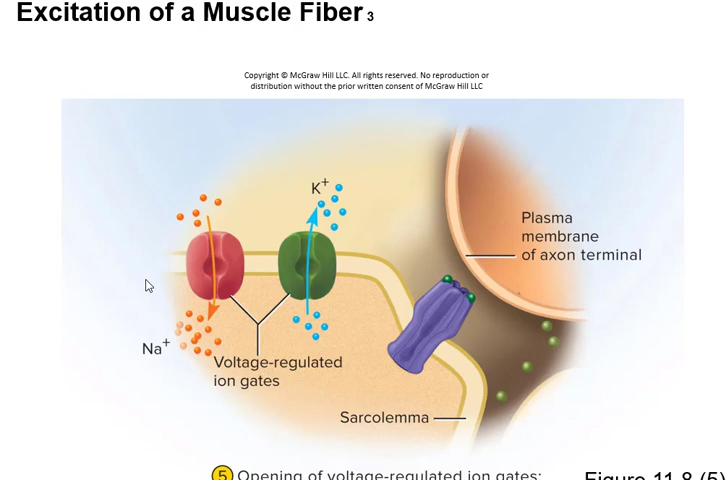 Excitation of a Muscle Fiber 3
Copyright © McGraw Hill LLC. All rights reserved. No reproduction or
distribution without the prior written consent of McGraw Hill LLC
K+
Plasma
membrane
of axon terminal
Na+
Voltage-regulated
ion gates
Sarcolemma
5 Opening of voltage-regulated ion gates;
Figure 11.8 (5)